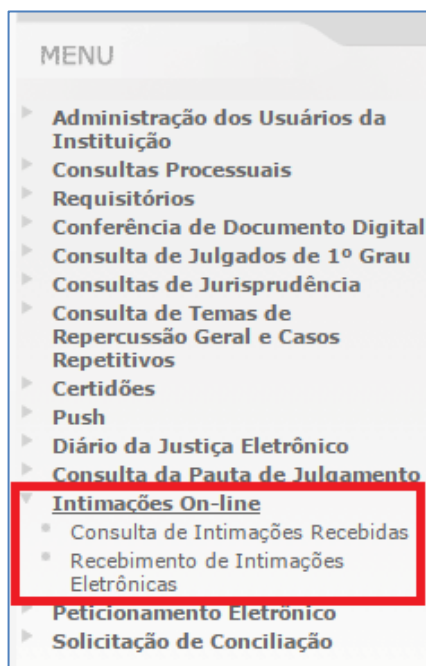 MENU
Administração dos Usuários da
Instituição
Consultas Processuais
Requisitórios
Conferência de Documento Digital
Consulta de Julgados de 1º Grau
Consultas de Jurisprudência
Consulta de Temas de
Repercussão Geral e Casos
Repetitivos
Certidões
Push
Diário da Justiça Eletrônico
Consulta da Pauta de Julgamento
Intimações On-line
Consulta de Intimações Recebidas
Recebimento de Intimações
Eletrônicas
Peticionamento Eletrônico
Solicitação de Conciliação